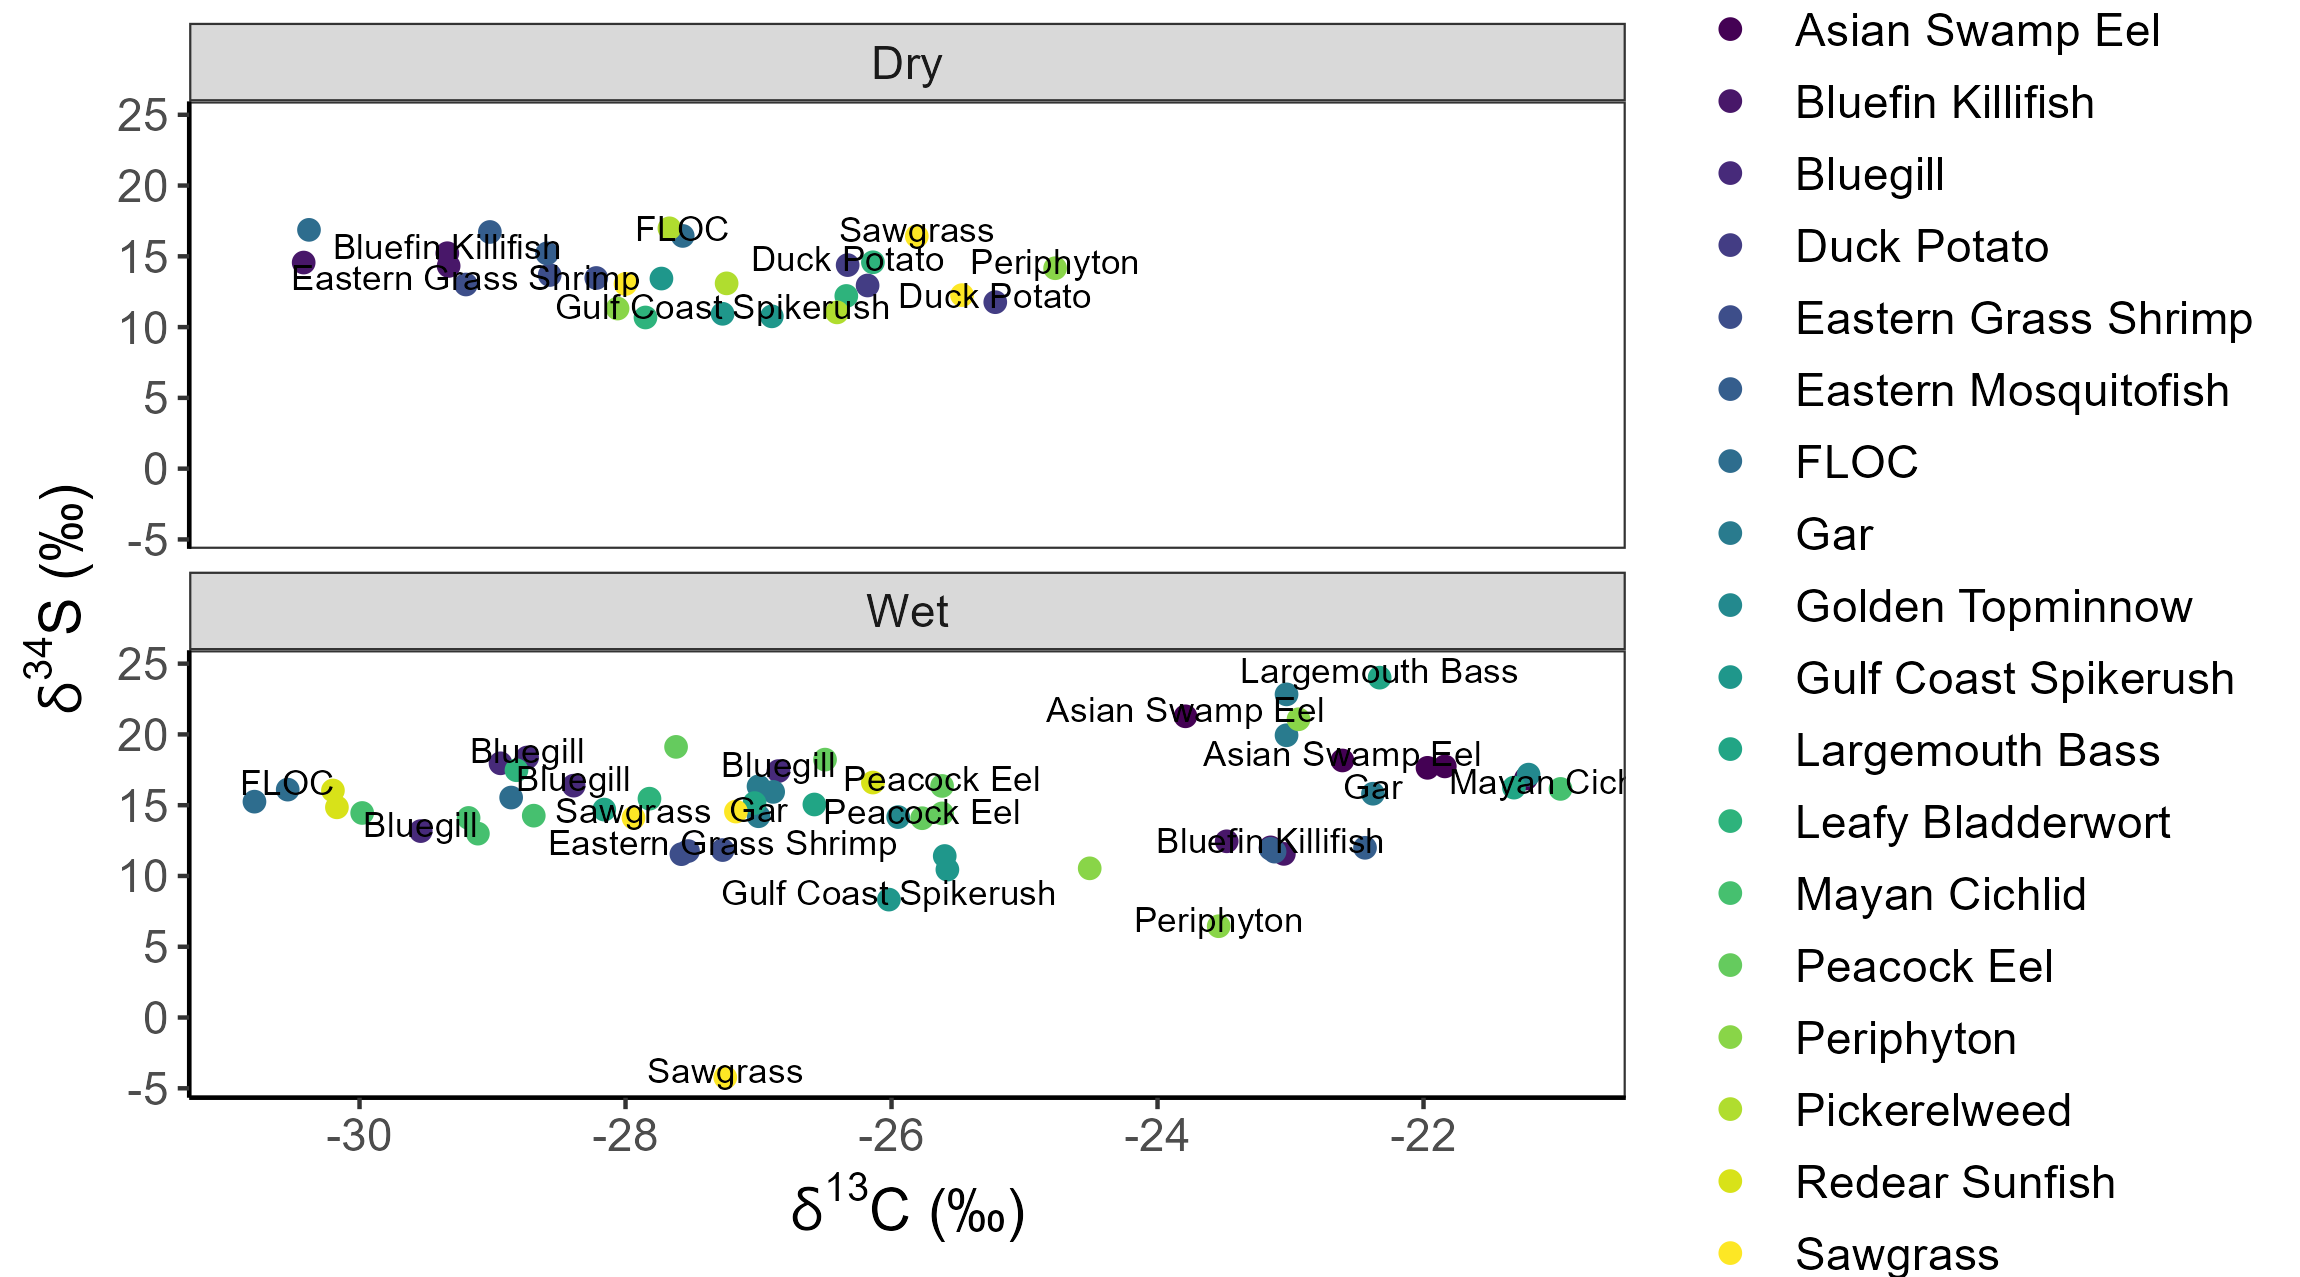 Dry
25
20
15
10
5
0
-5
Bluefin Killifish
Eastern Grass Shrimp
FLOC
Gulf Coast Spikerush
Duck Potato
Sawgrass
Periphyton
Duck Potato
δ34S (‰)
Wet
25
20
15
10
5
0
-5
Largemouth Bass
Asian Swamp Eel
Asian Swamp Eel
Gar
Mayan Cich
Bluefin Killifish
Periphyton
FLOC
Bluegill
Bluegill
Bluegill
Bluegill
Sawgrass
Gar
Peacock Eel
Peacock Eel
Eastern Grass Shrimp
Gulf Coast Spikerush
Sawgrass
-30
-28
-26
-24
-22
δ13C (‰)
Asian Swamp Eel
Bluefin Killifish
Bluegill
Duck Potato
Eastern Grass Shrimp
Eastern Mosquitofish
FLOC
Gar
Golden Topminnow
Gulf Coast Spikerush
Largemouth Bass
Leafy Bladderwort
Mayan Cichlid
Peacock Eel
Periphyton
Pickerelweed
Redear Sunfish
Sawgrass